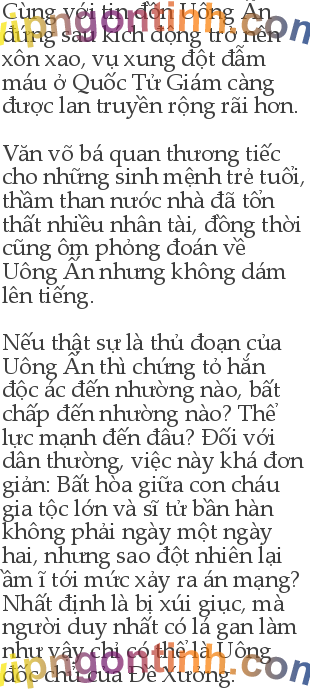 Cùng với tin đồn Uông Ấn
đứng sau kích động trở nên
xôn xao, vụ xung đột đẫm
máu ở Quốc Tử Giám càng
được lan truyền rộng rãi hơn.
Văn võ bá quan thương tiếc
cho những sinh mệnh trẻ tuổi,
thầm than nước nhà đã tổn
thất nhiều nhân tài, đồng thời
cũng ôm phỏng đoán về
Uông Ấn nhưng không dám
lên tiếng.
Nếu thật sự là thủ đoạn của
Uông Ấn thì chứng tỏ hắn
độc ác đến nhường nào, bất
chấp đến nhường nào? Thế
lực mạnh đến đâu? Đối với
dân thường, việc này khá đơn
giản: Bất hòa giữa con cháu
gia tộc lớn và sĩ tử bần hàn
không phải ngày một ngày
hai, nhưng sao đột nhiên lại
ầm ĩ tới mức xảy ra án mạng?
Nhất định là bị xúi giục, mà
người duy nhất có lá gan làm
như vậy chỉ có thể là Uông
đốc chủ của Đề Xưởng.
vipngontinh.com
vipngontinh.com